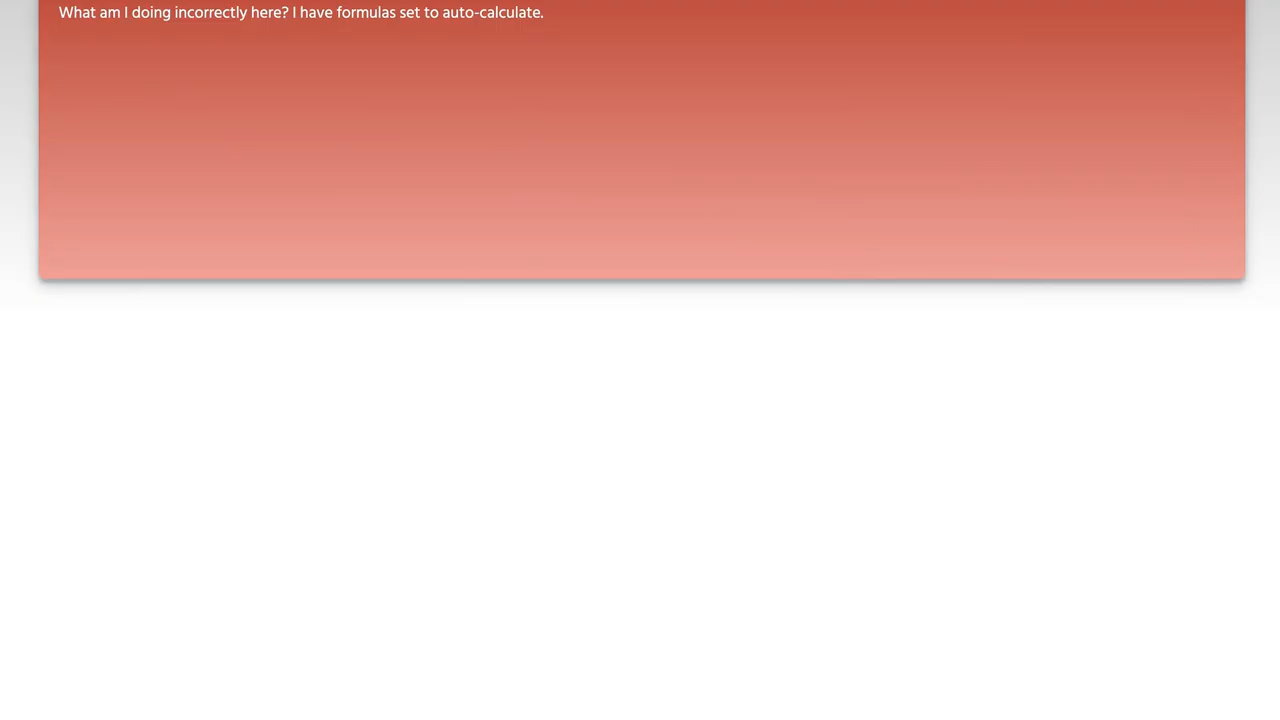 What am I doing incorrectly here? I have formulas set to auto-calculate.